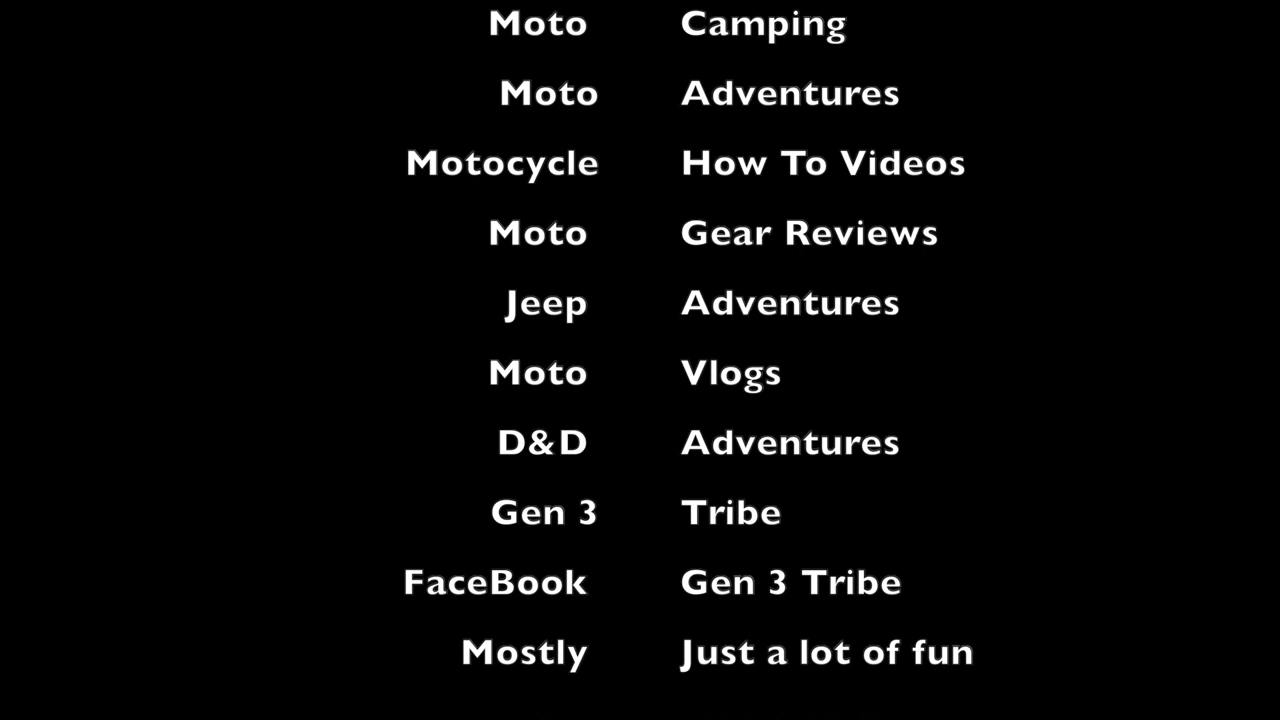 Moto Camping
Moto Adventures
Motocycle How To Videos
Moto Gear Reviews
Jeep Adventures
Moto Vlogs
D&D Adventures
Gen 3 Tribe
FaceBook Gen 3 Tribe
Mostly Just a lot of fun